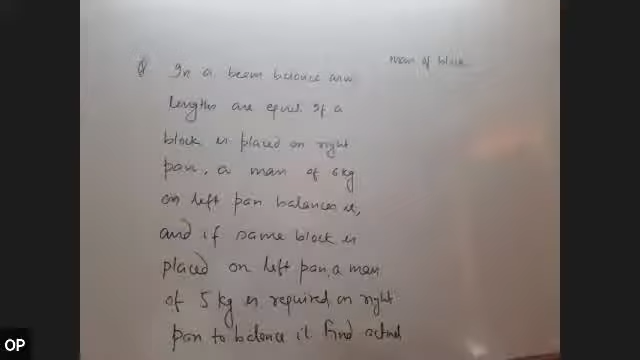 Q In a beam balance arm
lengths are equal. If a
block is placed on right
pan, a mass of 6 kg
on left pan balances it,
and if same block is
placed on left pan, a mass
of 5 kg is required on right
pan to balance it find actual
mass of block
OP